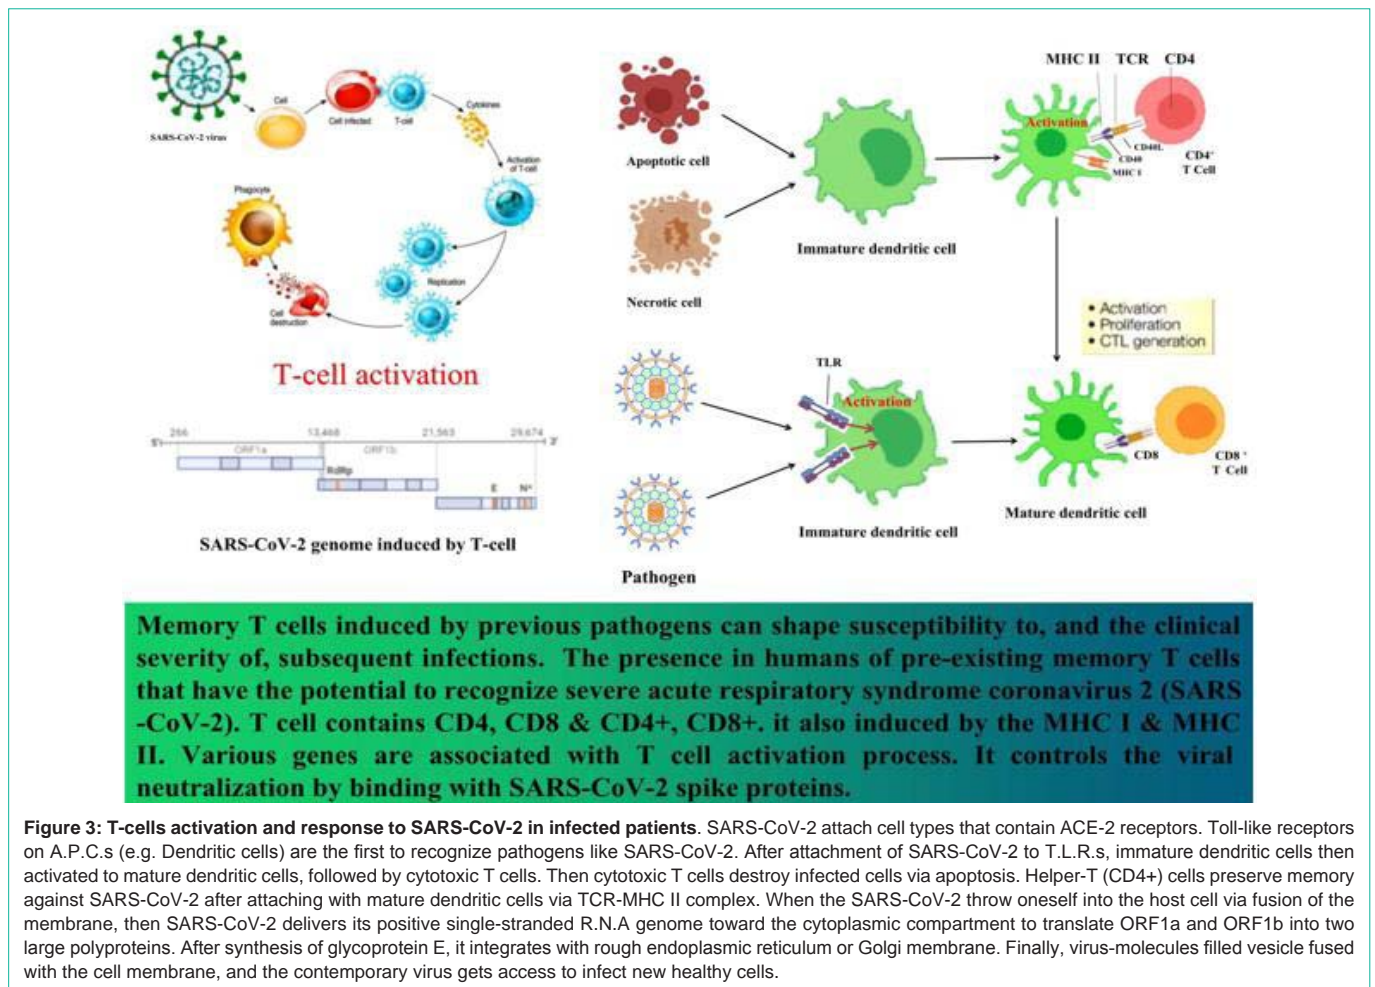 SARS-CoV-2 virus
Cell
Cell infected
T-cell
Cytokines
Activation
of T-cell
Replication
Phagocyte
Cell
destruction
T-cell activation
5'
266
13,468
21,563
29,674
3'
ORF1a
ORF1b
RdRp
E
N*
SARS-CoV-2 genome induced by T-cell
Apoptotic cell
Necrotic cell
Immature dendritic cell
MHC II
TCR
CD4
Activation
CD40L
CD40
MHC I
CD4+
T Cell
• Activation
• Proliferation
• CTL generation
TLR
Activation
Immature dendritic cell
Pathogen
CD8
CD8 +
T Cell
Mature dendritic cell
Memory T cells induced by previous pathogens can shape susceptibility to, and the clinical
severity of, subsequent infections. The presence in humans of pre-existing memory T cells
that have the potential to recognize severe acute respiratory syndrome coronavirus 2 (SARS
-CoV-2). T cell contains CD4, CD8 & CD4+, CD8+. it also induced by the MHC I & MHC
II. Various genes are associated with T cell activation process. It controls the viral
neutralization by binding with SARS-CoV-2 spike proteins.
Figure 3: T-cells activation and response to SARS-CoV-2 in infected patients. SARS-CoV-2 attach cell types that contain ACE-2 receptors. Toll-like receptors
on A.P.C.s (e.g. Dendritic cells) are the first to recognize pathogens like SARS-CoV-2. After attachment of SARS-CoV-2 to T.L.R.s, immature dendritic cells then
activated to mature dendritic cells, followed by cytotoxic T cells. Then cytotoxic T cells destroy infected cells via apoptosis. Helper-T (CD4+) cells preserve memory
against SARS-CoV-2 after attaching with mature dendritic cells via TCR-MHC II complex. When the SARS-CoV-2 throw oneself into the host cell via fusion of the
membrane, then SARS-CoV-2 delivers its positive single-stranded R.N.A genome toward the cytoplasmic compartment to translate ORF1a and ORF1b into two
large polyproteins. After synthesis of glycoprotein E, it integrates with rough endoplasmic reticulum or Golgi membrane. Finally, virus-molecules filled vesicle fused
with the cell membrane, and the contemporary virus gets access to infect new healthy cells.